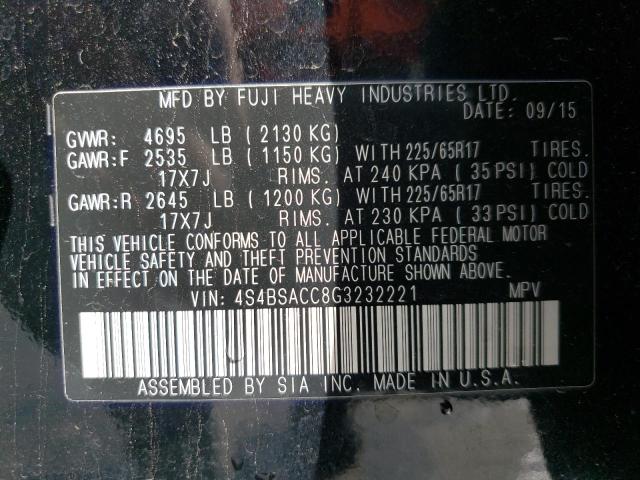 MFD BY FUJI HEAVY INDUSTRIES LTD.
DATE: 09/15
GVWR: 4695 LB (2130 KG)
GAWR:F 2535 LB (1150 KG) WITH 225/65R17 TIRES.
17X7J RIMS. AT 240 KPA (35 PSI) COLD
GAWR:R 2645 LB (1200 KG) WITH 225/65R17 TIRES.
17X7J RIMS. AT 230 KPA (33 PSI) COLD
THIS VEHICLE CONFORMS TO ALL APPLICABLE FEDERAL MOTOR
VEHICLE SAFETY AND THEFT PREVENTION STANDARDS
IN EFFECT ON THE DATE OF MANUFACTURE SHOWN ABOVE.
VIN: 4S4BSACC8G3232221 MPV
ASSEMBLED BY SIA INC. MADE IN U.S.A.